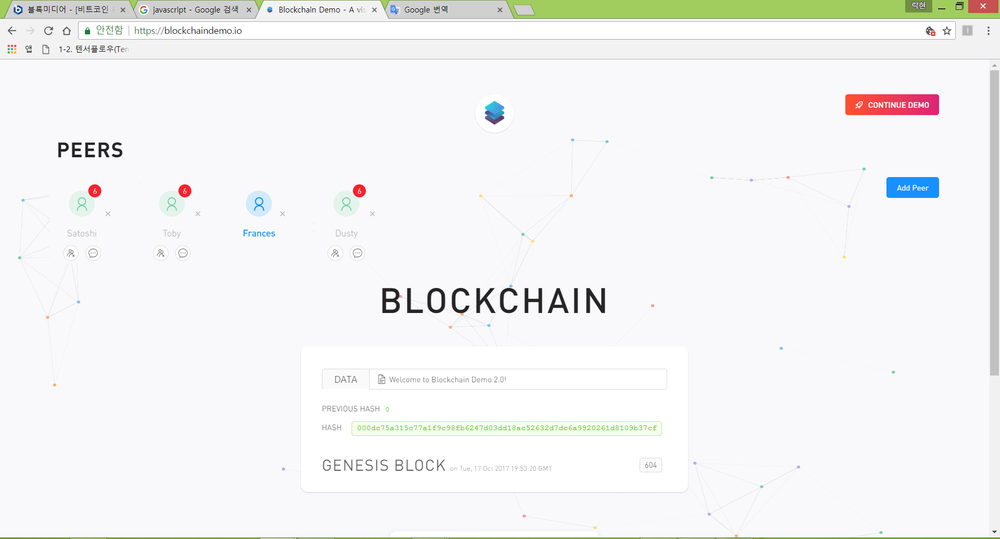 블록미디어 - [비트코인
javascript - Google 검색
Blockchain Demo - A vis
Google 번역
락현
안전함
https://blockchaindemo.io
앱
1-2. 텐서플로우(Ten
CONTINUE DEMO
PEERS
6
6
6
Add Peer
Satoshi
Toby
Frances
Dusty
BLOCKCHAIN
DATA
Welcome to Blockchain Demo 2.0!
PREVIOUS HASH 0
HASH 000dc75a315c77a1f9c98fb6247d03dd18ac52632d7dc6a9920261d8109b37cf
GENESIS BLOCK on Tue, 17 Oct 2017 19:53:20 GMT
604